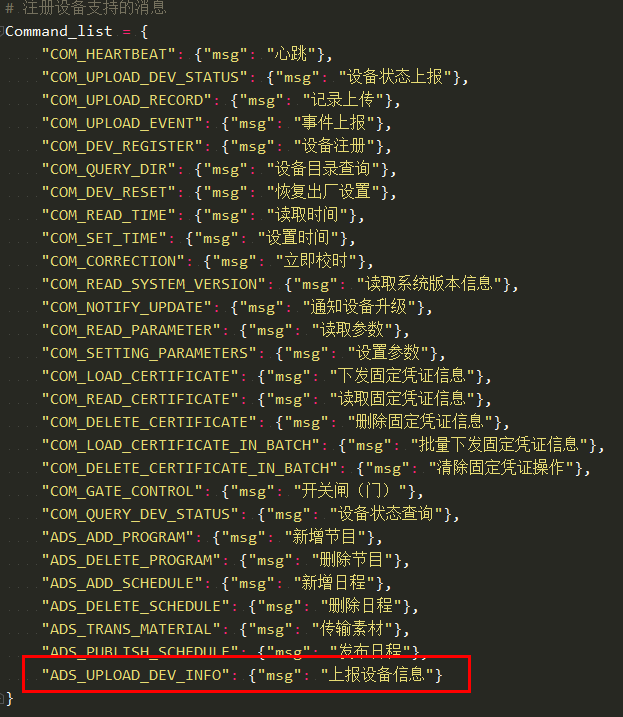 # 注册设备支持的消息
Command_list = {
"COM_HEARTBEAT": {"msg": "心跳"},
"COM_UPLOAD_DEV_STATUS": {"msg": "设备状态上报"},
"COM_UPLOAD_RECORD": {"msg": "记录上传"},
"COM_UPLOAD_EVENT": {"msg": "事件上报"},
"COM_DEV_REGISTER": {"msg": "设备注册"},
"COM_QUERY_DIR": {"msg": "设备目录查询"},
"COM_DEV_RESET": {"msg": "恢复出厂设置"},
"COM_READ_TIME": {"msg": "读取时间"},
"COM_SET_TIME": {"msg": "设置时间"},
"COM_CORRECTION": {"msg": "立即校时"},
"COM_READ_SYSTEM_VERSION": {"msg": "读取系统版本信息"},
"COM_NOTIFY_UPDATE": {"msg": "通知设备升级"},
"COM_READ_PARAMETER": {"msg": "读取参数"},
"COM_SETTING_PARAMETERS": {"msg": "设置参数"},
"COM_LOAD_CERTIFICATE": {"msg": "下发固定凭证信息"},
"COM_READ_CERTIFICATE": {"msg": "读取固定凭证信息"},
"COM_DELETE_CERTIFICATE": {"msg": "删除固定凭证信息"},
"COM_LOAD_CERTIFICATE_IN_BATCH": {"msg": "批量下发固定凭证信息"},
"COM_DELETE_CERTIFICATE_IN_BATCH": {"msg": "清除固定凭证操作"},
"COM_GATE_CONTROL": {"msg": "开关闸（门）"},
"COM_QUERY_DEV_STATUS": {"msg": "设备状态查询"},
"ADS_ADD_PROGRAM": {"msg": "新增节目"},
"ADS_DELETE_PROGRAM": {"msg": "删除节目"},
"ADS_ADD_SCHEDULE": {"msg": "新增日程"},
"ADS_DELETE_SCHEDULE": {"msg": "删除日程"},
"ADS_TRANS_MATERIAL": {"msg": "传输素材"},
"ADS_PUBLISH_SCHEDULE": {"msg": "发布日程"},
"ADS_UPLOAD_DEV_INFO": {"msg": "上报设备信息"}
}